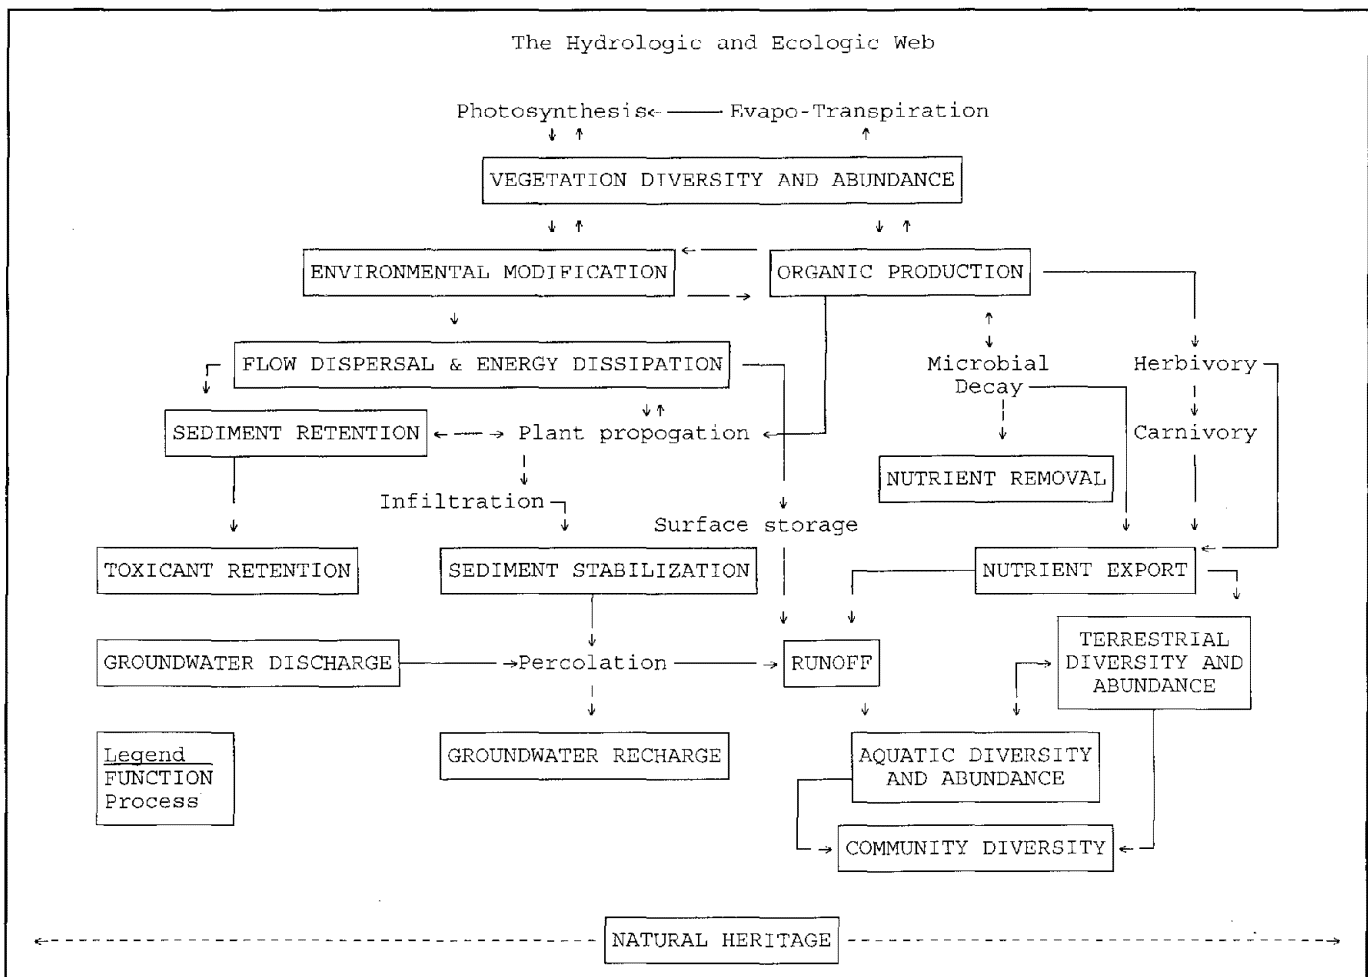 The Hydrologic and Ecologic Web
Photosynthesis Evapo-Transpiration
VEGETATION DIVERSITY AND ABUNDANCE
ENVIRONMENTAL MODIFICATION ORGANIC PRODUCTION
FLOW DISPERSAL & ENERGY DISSIPATION
Microbial
Decay
Herbivory
SEDIMENT RETENTION Plant propogation
Carnivory
NUTRIENT REMOVAL
Infiltration
Surface storage
TOXICANT RETENTION SEDIMENT STABILIZATION NUTRIENT EXPORT
GROUNDWATER DISCHARGE Percolation RUNOFF
TERRESTRIAL
DIVERSITY AND
ABUNDANCE
Legend
FUNCTION
Process
GROUNDWATER RECHARGE
AQUATIC DIVERSITY
AND ABUNDANCE
COMMUNITY DIVERSITY
NATURAL HERITAGE